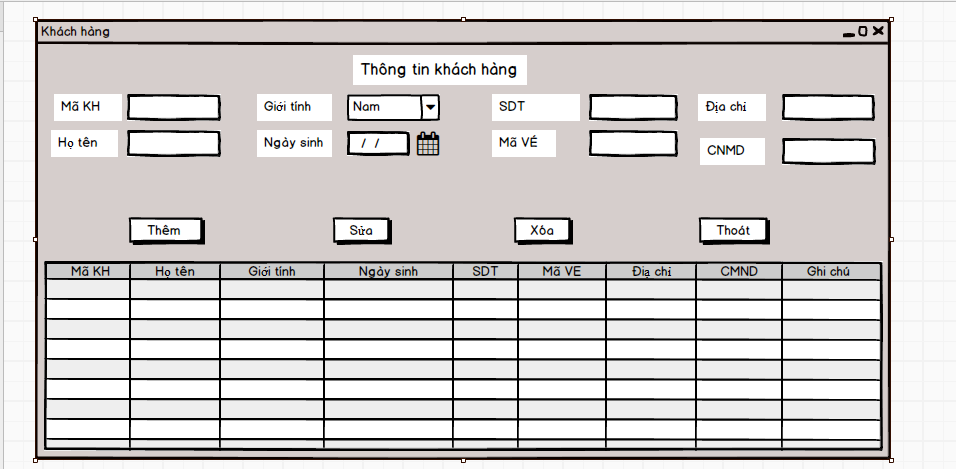 Khách hàng
Thông tin khách hàng
Mã KH Giới tính Nam SDT Địa chỉ
Họ tên Ngày sinh / / Mã VÉ CNMD
Thêm Sửa Xóa Thoát
Mã KH Họ tên Giới tính Ngày sinh SDT Mã VE Địa chỉ CMND Ghi chú